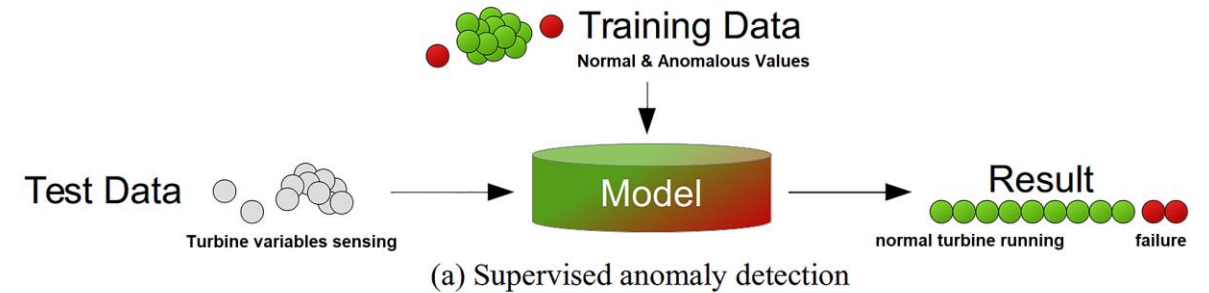 Training Data
Normal & Anomalous Values
Test Data
Turbine variables sensing
Model
Result
normal turbine running failure
(a) Supervised anomaly detection